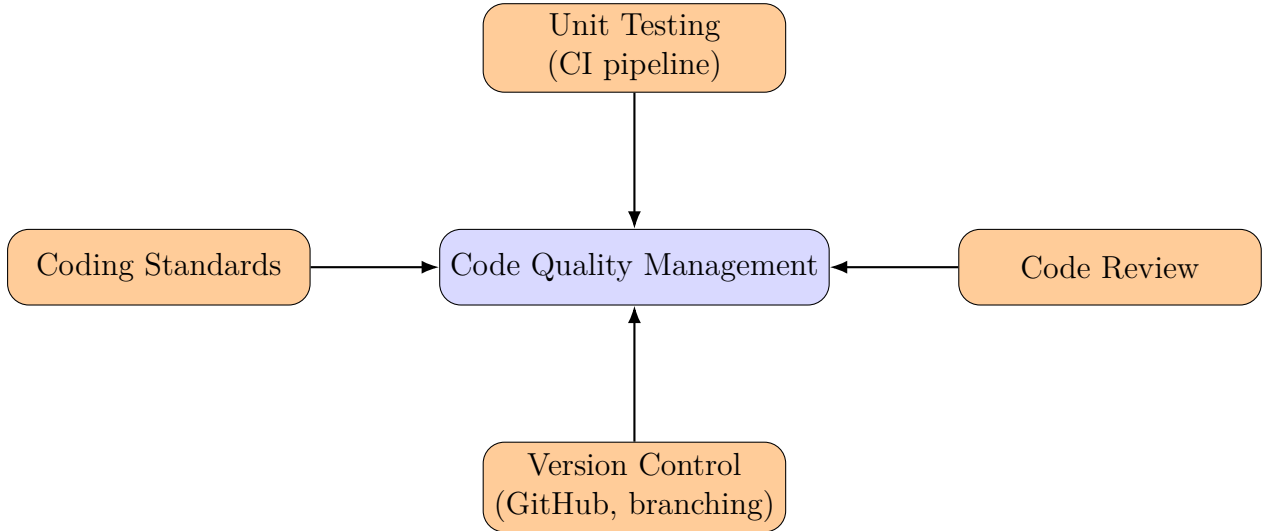 Unit Testing
(CI pipeline)
Coding Standards
Code Quality Management
Code Review
Version Control
(GitHub, branching)